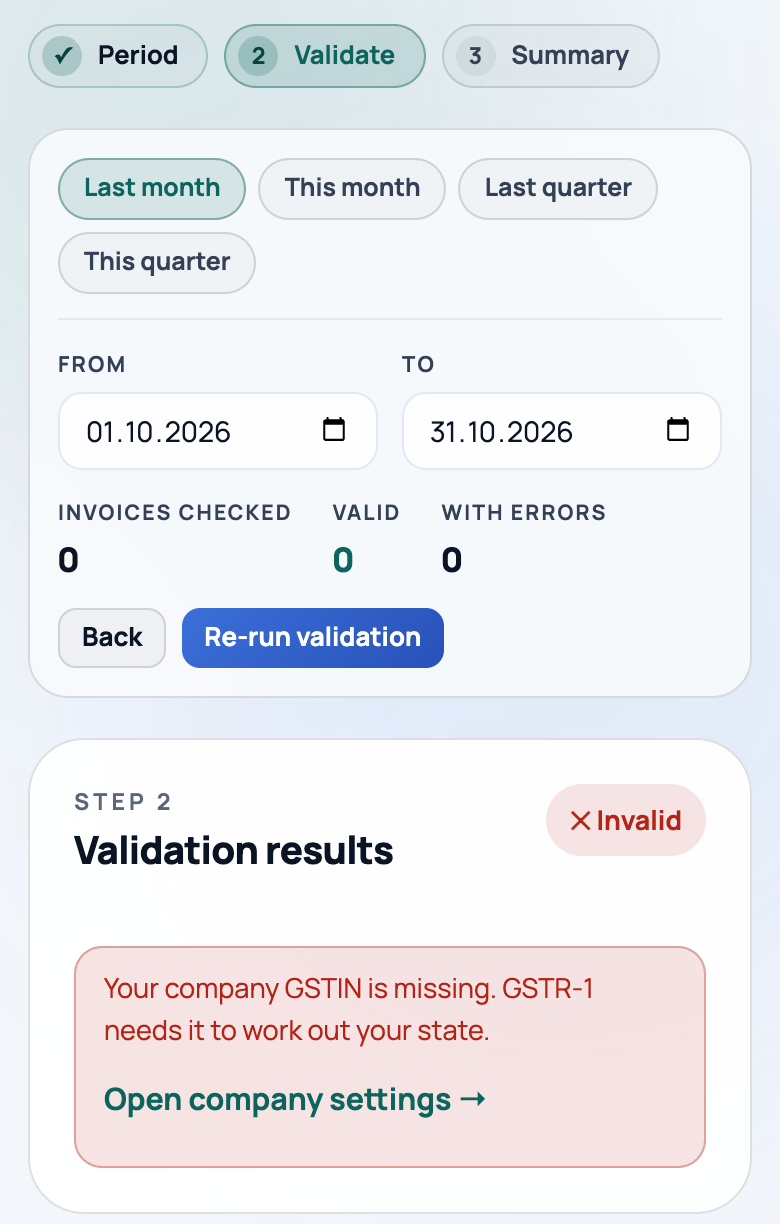 ✓ Period 2 Validate 3 Summary
Last month This month Last quarter
This quarter
FROM TO
01.10.2026 31.10.2026
INVOICES CHECKED VALID WITH ERRORS
0 0 0
Back Re-run validation
STEP 2
× Invalid
Validation results
Your company GSTIN is missing. GSTR-1
needs it to work out your state.
Open company settings →